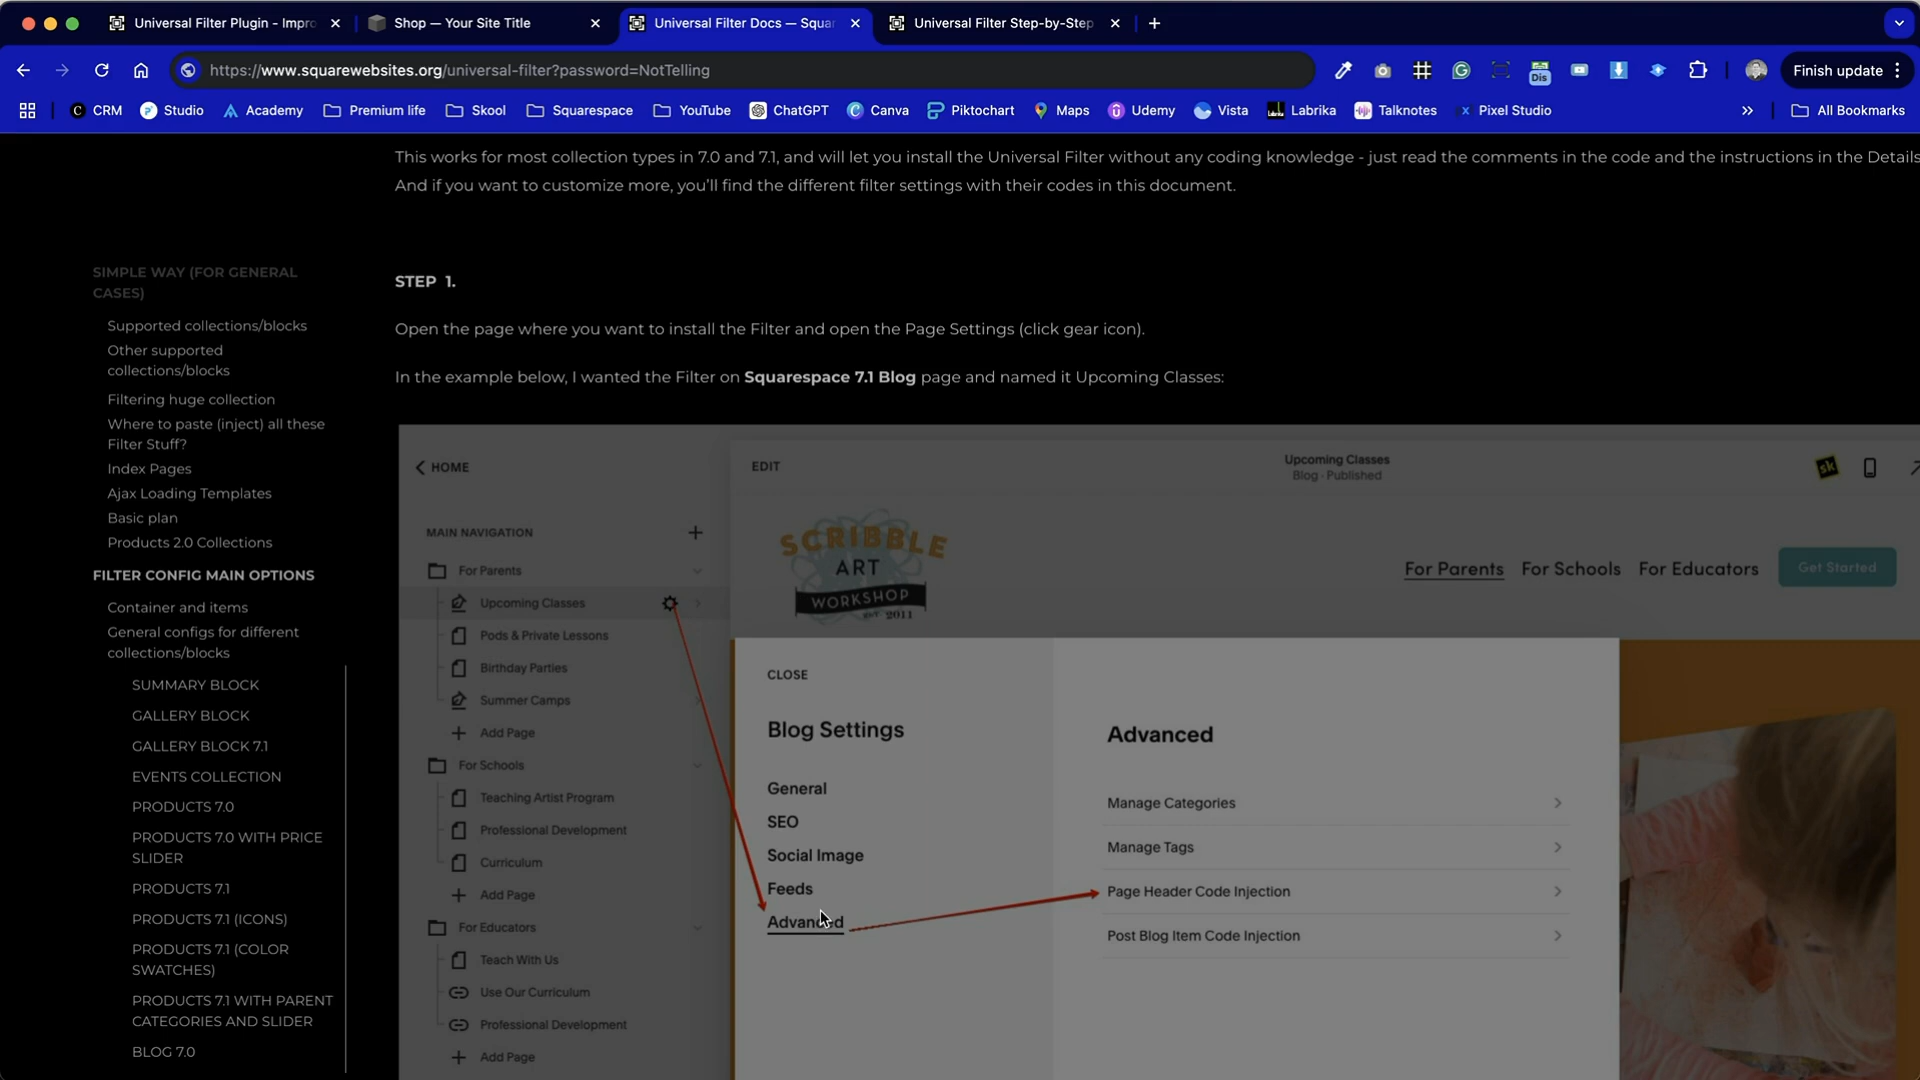 Universal Filter Plugin - Impro
Shop — Your Site Title
Universal Filter Docs — Squa
Universal Filter Step-by-Step
https://www.squarewebsites.org/universal-filter?password=NotTelling
Dis
Finish update
CRM
Studio
Academy
Premium life
Skool
Squarespace
YouTube
ChatGPT
Canva
Piktochart
Maps
Udemy
Vista
Labrika
Talknotes
Pixel Studio
All Bookmarks
This works for most collection types in 7.0 and 7.1, and will let you install the Universal Filter without any coding knowledge - just read the comments in the code and the instructions in the Details
And if you want to customize more, you'll find the different filter settings with their codes in this document.
SIMPLE WAY (FOR GENERAL
CASES)
Supported collections/blocks
Other supported
collections/blocks
Filtering huge collection
Where to paste (inject) all these
Filter Stuff?
Index Pages
Ajax Loading Templates
Basic plan
Products 2.0 Collections
FILTER CONFIG MAIN OPTIONS
Container and items
General configs for different
collections/blocks
SUMMARY BLOCK
GALLERY BLOCK
GALLERY BLOCK 7.1
EVENTS COLLECTION
PRODUCTS 7.0
PRODUCTS 7.0 WITH PRICE
SLIDER
PRODUCTS 7.1
PRODUCTS 7.1 (ICONS)
PRODUCTS 7.1 (COLOR
SWATCHES)
PRODUCTS 7.1 WITH PARENT
CATEGORIES AND SLIDER
BLOG 7.0
STEP 1.
Open the page where you want to install the Filter and open the Page Settings (click gear icon).
In the example below, I wanted the Filter on Squarespace 7.1 Blog page and named it Upcoming Classes:
HOME
MAIN NAVIGATION
For Parents
Upcoming Classes
Pods & Private Lessons
Birthday Parties
Summer Camps
Add Page
For Schools
Teaching Artist Program
Professional Development
Curriculum
Add Page
For Educators
Teach With Us
Use Our Curriculum
Professional Development
Add Page
EDIT
Upcoming Classes
Blog · Published
sk
SCRIBBLE
ART
WORKSHOP
EST. 2011
For Parents
For Schools
For Educators
Get Started
CLOSE
Blog Settings
General
SEO
Social Image
Feeds
Advanced
Advanced
Manage Categories
Manage Tags
Page Header Code Injection
Post Blog Item Code Injection